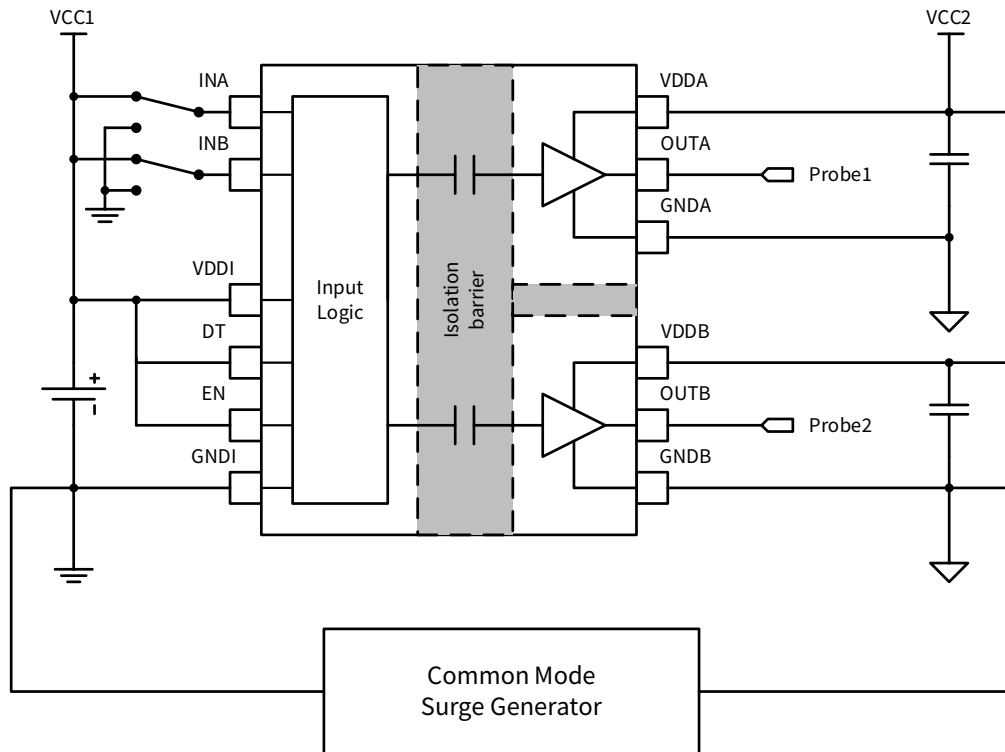 VCC1
VCC2
INA
VDDA
INB
OUTA
Probe1
GNDA
VDDI
Input
Logic
Isolation
barrier
DT
VDDB
EN
OUTB
Probe2
GNDI
GNDB
+
Common Mode
Surge Generator